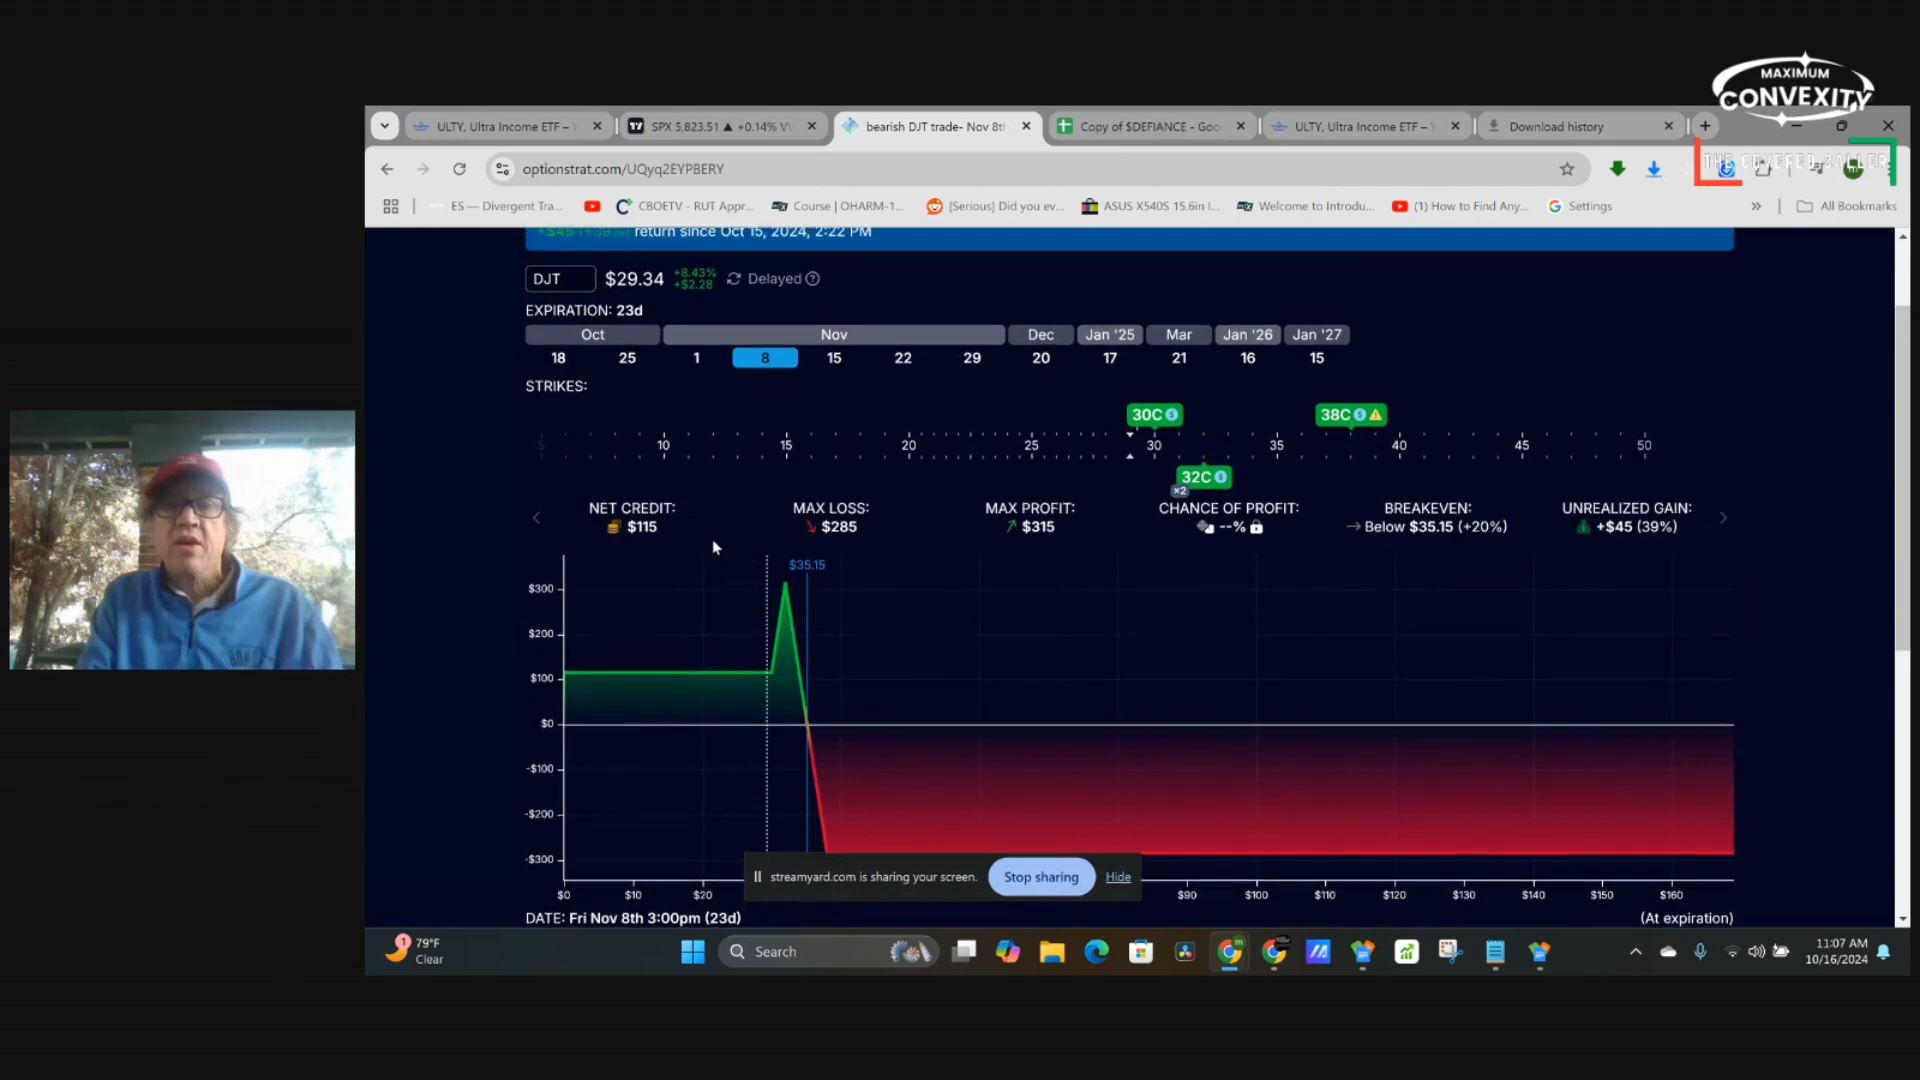 MAXIMUM
CONVEXITY
THE COVERED CALLER
ULTY, Ultra Income ETF – Y
SPX 5,823.51 ▲ +0.14% V
bearish DJT trade- Nov 8th
Copy of $DEFIANCE - Goo
ULTY, Ultra Income ETF – Y
Download history
optionstrat.com/UQyq2EYPBERY
ES — Divergent Tra...
CBOETV - RUT Appr...
Course | OHARM-1...
[Serious] Did you ev...
ASUS X540S 15.6in l...
Welcome to Introdu...
(1) How to Find Any...
Settings
»
All Bookmarks
+$45 (+39%) return since Oct 15, 2024, 2:22 PM
DJT $29.34 +8.43% +$2.28 Delayed
EXPIRATION: 23d
Oct Nov Dec Jan '25 Mar Jan '26 Jan '27
18 25 1 8 15 22 29 20 17 21 16 15
STRIKES:
30C 38C
5 10 15 20 25 30 35 40 45 50
32C
x2
NET CREDIT: MAX LOSS: MAX PROFIT: CHANCE OF PROFIT: BREAKEVEN: UNREALIZED GAIN:
$115 $285 $315 --% Below $35.15 (+20%) +$45 (39%)
$35.15
$300
$200
$100
$0
-$100
-$200
-$300
streamyard.com is sharing your screen. Stop sharing Hide
$0 $10 $20 $90 $100 $110 $120 $130 $140 $150 $160
DATE: Fri Nov 8th 3:00pm (23d) (At expiration)
1
79°F
Clear
Search
11:07 AM
10/16/2024